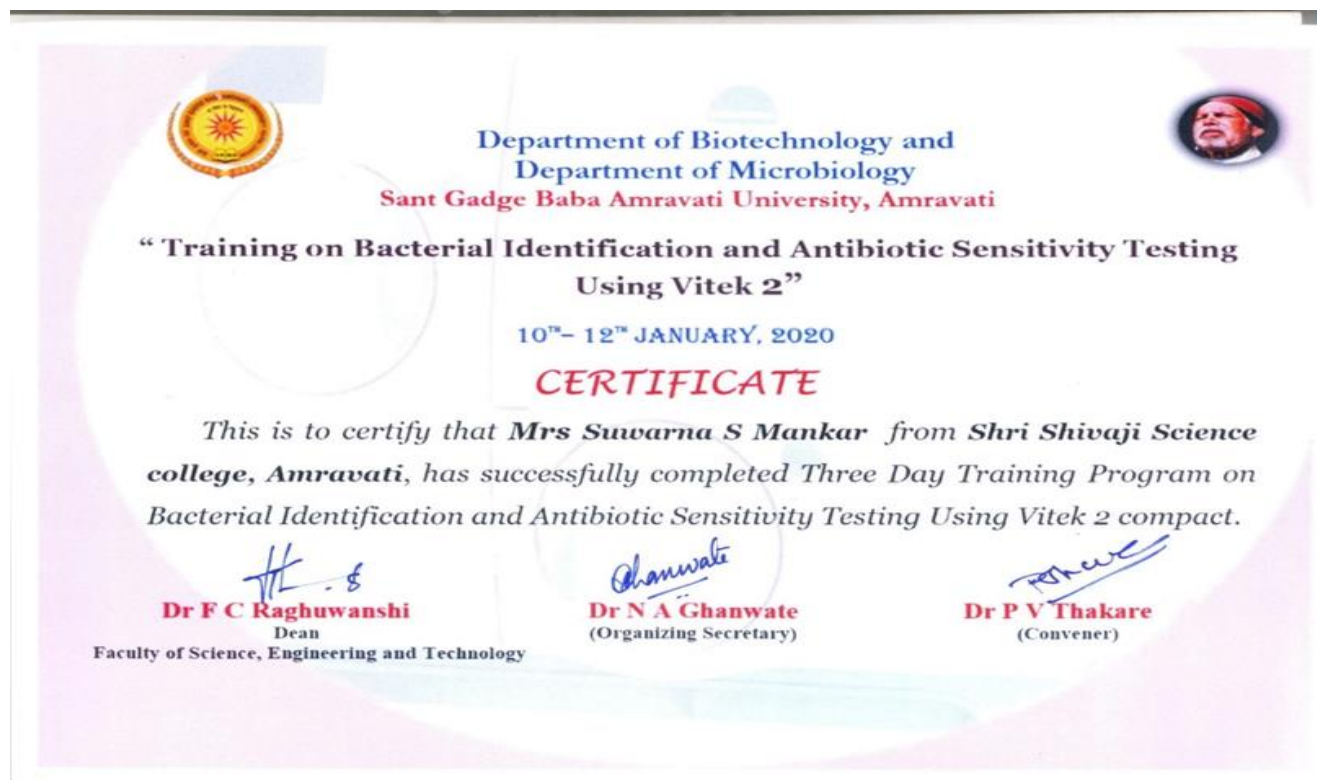 Department of Biotechnology and
Department of Microbiology
Sant Gadge Baba Amravati University, Amravati
“ Training on Bacterial Identification and Antibiotic Sensitivity Testing
Using Vitek 2”
10TH– 12TH JANUARY, 2020
CERTIFICATE
This is to certify that Mrs Suwarna S Mankar from Shri Shivaji Science
college, Amravati, has successfully completed Three Day Training Program on
Bacterial Identification and Antibiotic Sensitivity Testing Using Vitek 2 compact.
Ghanwate
Dr F C Raghuwanshi Dr N A Ghanwate Dr P V Thakare
Dean (Organizing Secretary) (Convener)
Faculty of Science, Engineering and Technology